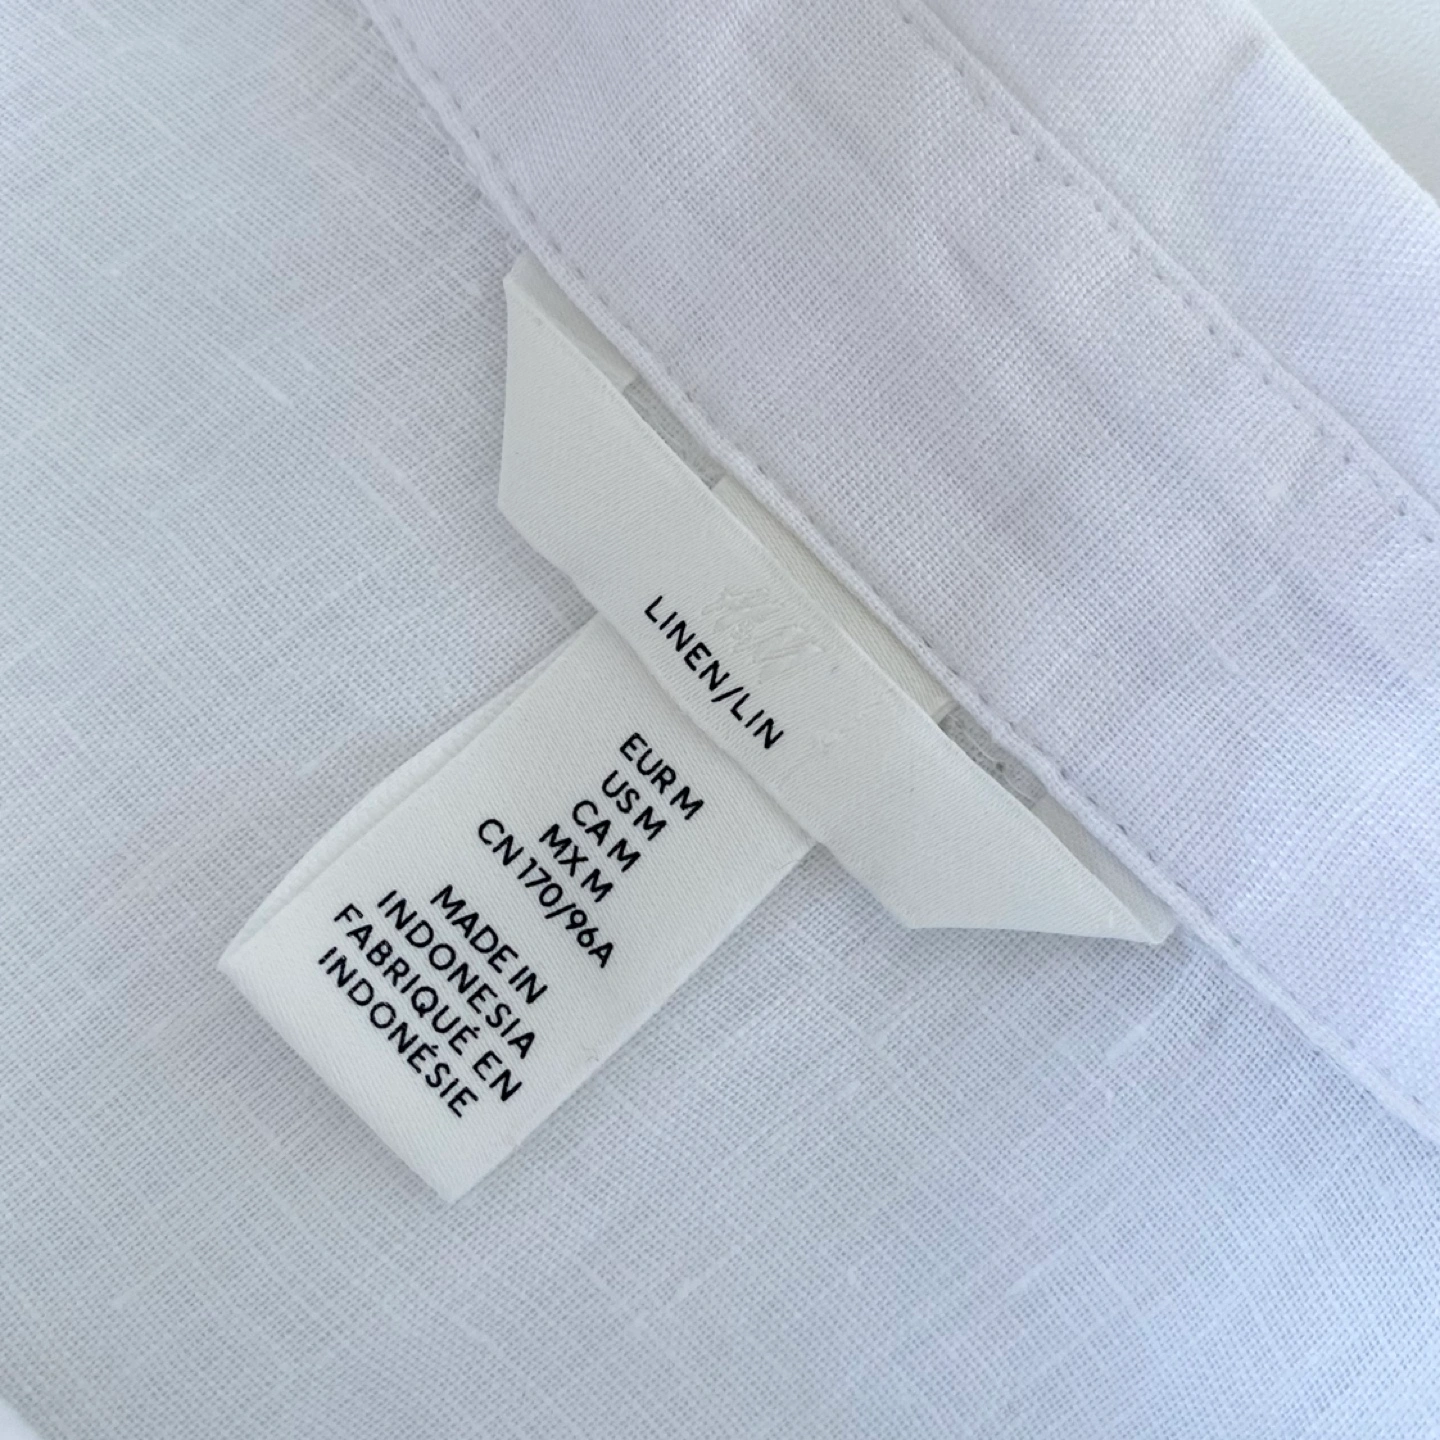 H&M
LINEN/LIN
EUR M
US M
CA M
MX M
CN 170/96A
MADE IN
INDONESIA
FABRIQUÉ EN
INDONÉSIE